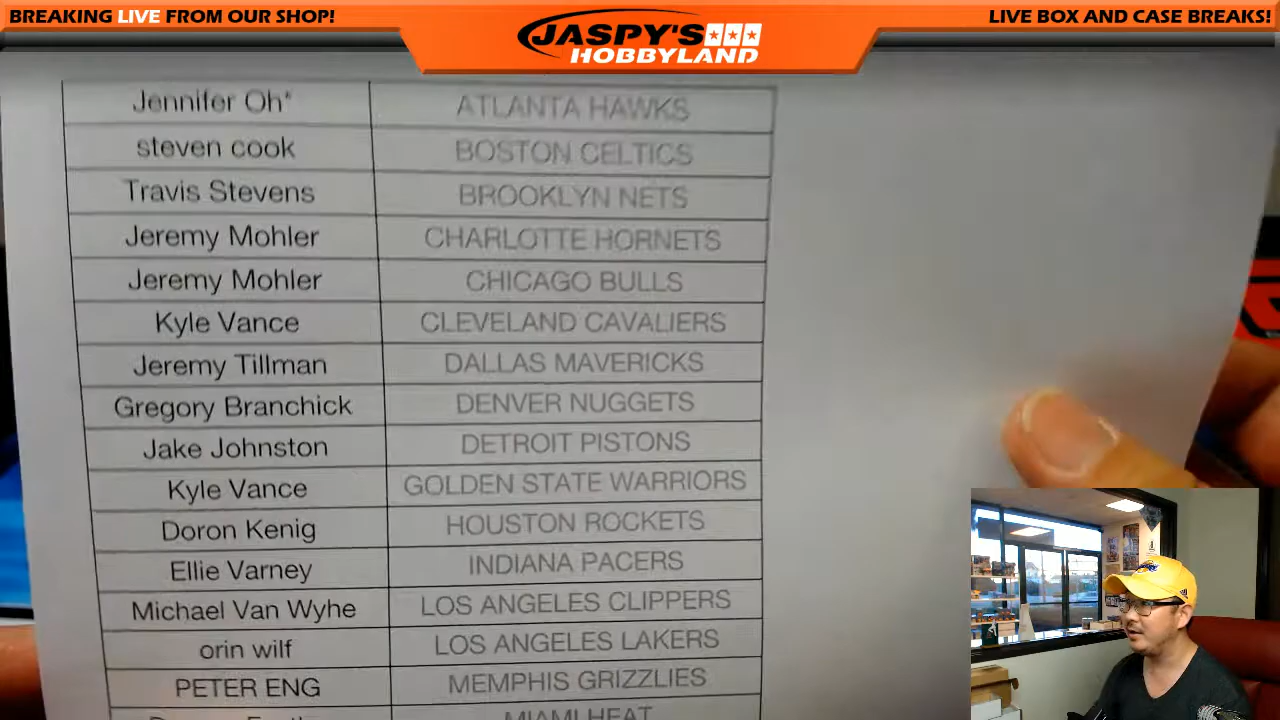 BREAKING LIVE FROM OUR SHOP!
JASPY'S
HOBBYLAND
LIVE BOX AND CASE BREAKS!
Jennifer Oh* ATLANTA HAWKS
steven cook BOSTON CELTICS
Travis Stevens BROOKLYN NETS
Jeremy Mohler CHARLOTTE HORNETS
Jeremy Mohler CHICAGO BULLS
Kyle Vance CLEVELAND CAVALIERS
Jeremy Tillman DALLAS MAVERICKS
Gregory Branchick DENVER NUGGETS
Jake Johnston DETROIT PISTONS
Kyle Vance GOLDEN STATE WARRIORS
Doron Kenig HOUSTON ROCKETS
Ellie Varney INDIANA PACERS
Michael Van Wyhe LOS ANGELES CLIPPERS
orin wilf LOS ANGELES LAKERS
PETER ENG MEMPHIS GRIZZLIES
MIAMI HEAT